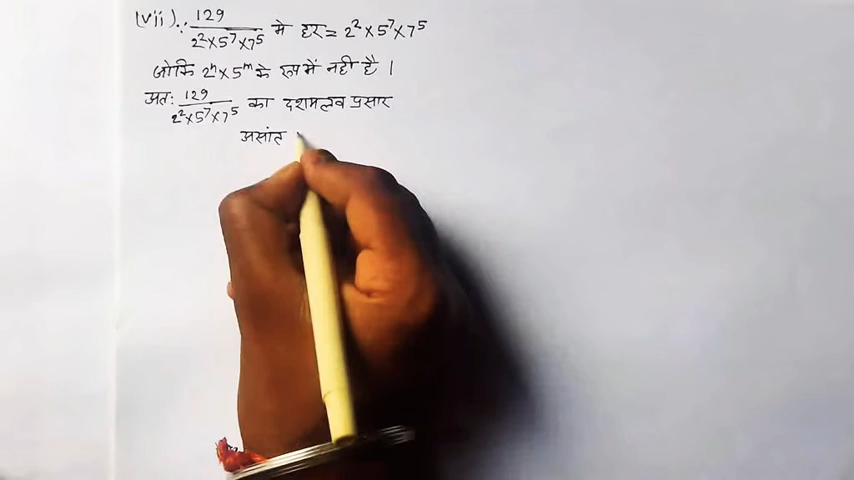 (vii) ∵ 129/2²×5⁷×7⁵ मे हर = 2²×5⁷×7⁵
जोकि 2ⁿ×5ᵐ के रूप में नही है ।
अतः 129/2²×5⁷×7⁵ का दशमलव प्रसार
असांत